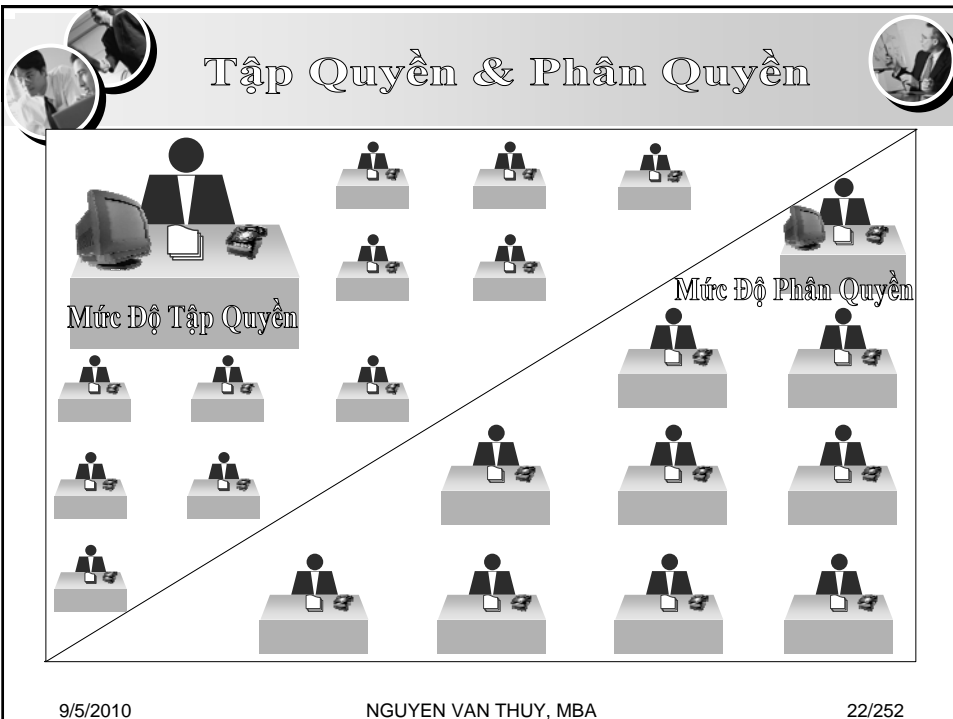 Tập Quyền & Phân Quyền
Mức Độ Phân Quyền
Mức Độ Tập Quyền
9/5/2010 NGUYEN VAN THUY, MBA 22/252